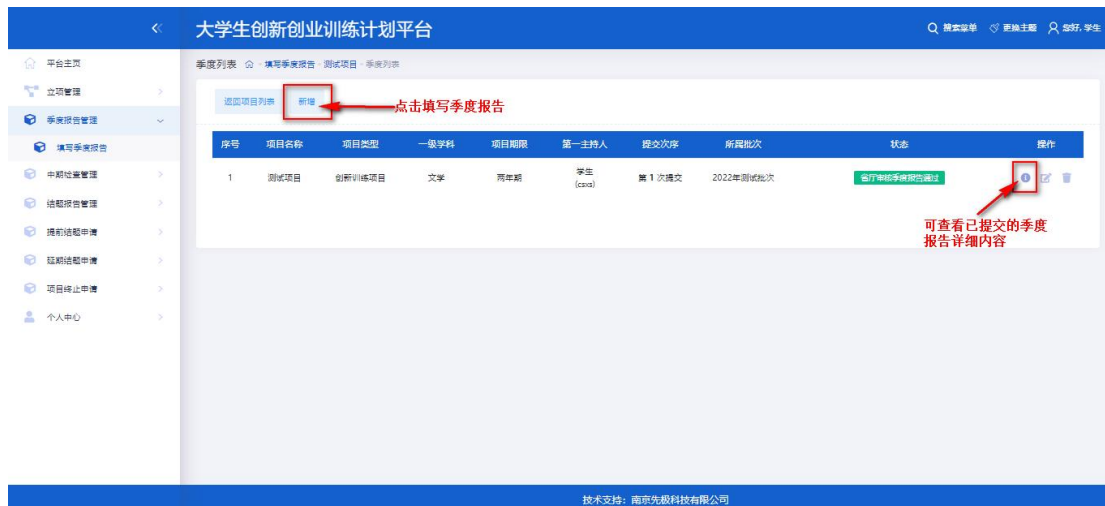 大学生创新创业训练计划平台
搜索菜单
更换主题
您好, 学生
平台主页
立项管理
季度报告管理
填写季度报告
中期检查管理
结题报告管理
提前结题申请
延期结题申请
项目终止申请
个人中心
季度列表 - 填写季度报告 - 测试项目 - 季度列表
返回项目列表 新增
点击填写季度报告
序号 项目名称 项目类型 一级学科 项目期限 第一主持人 提交次序 所属批次 状态 操作
1 测试项目 创新训练项目 文学 两年期 学生 第 1 次提交 2022年测试批次 省厅审核季度报告通过
(csxs)
可查看已提交的季度
报告详细内容
技术支持：南京先极科技有限公司